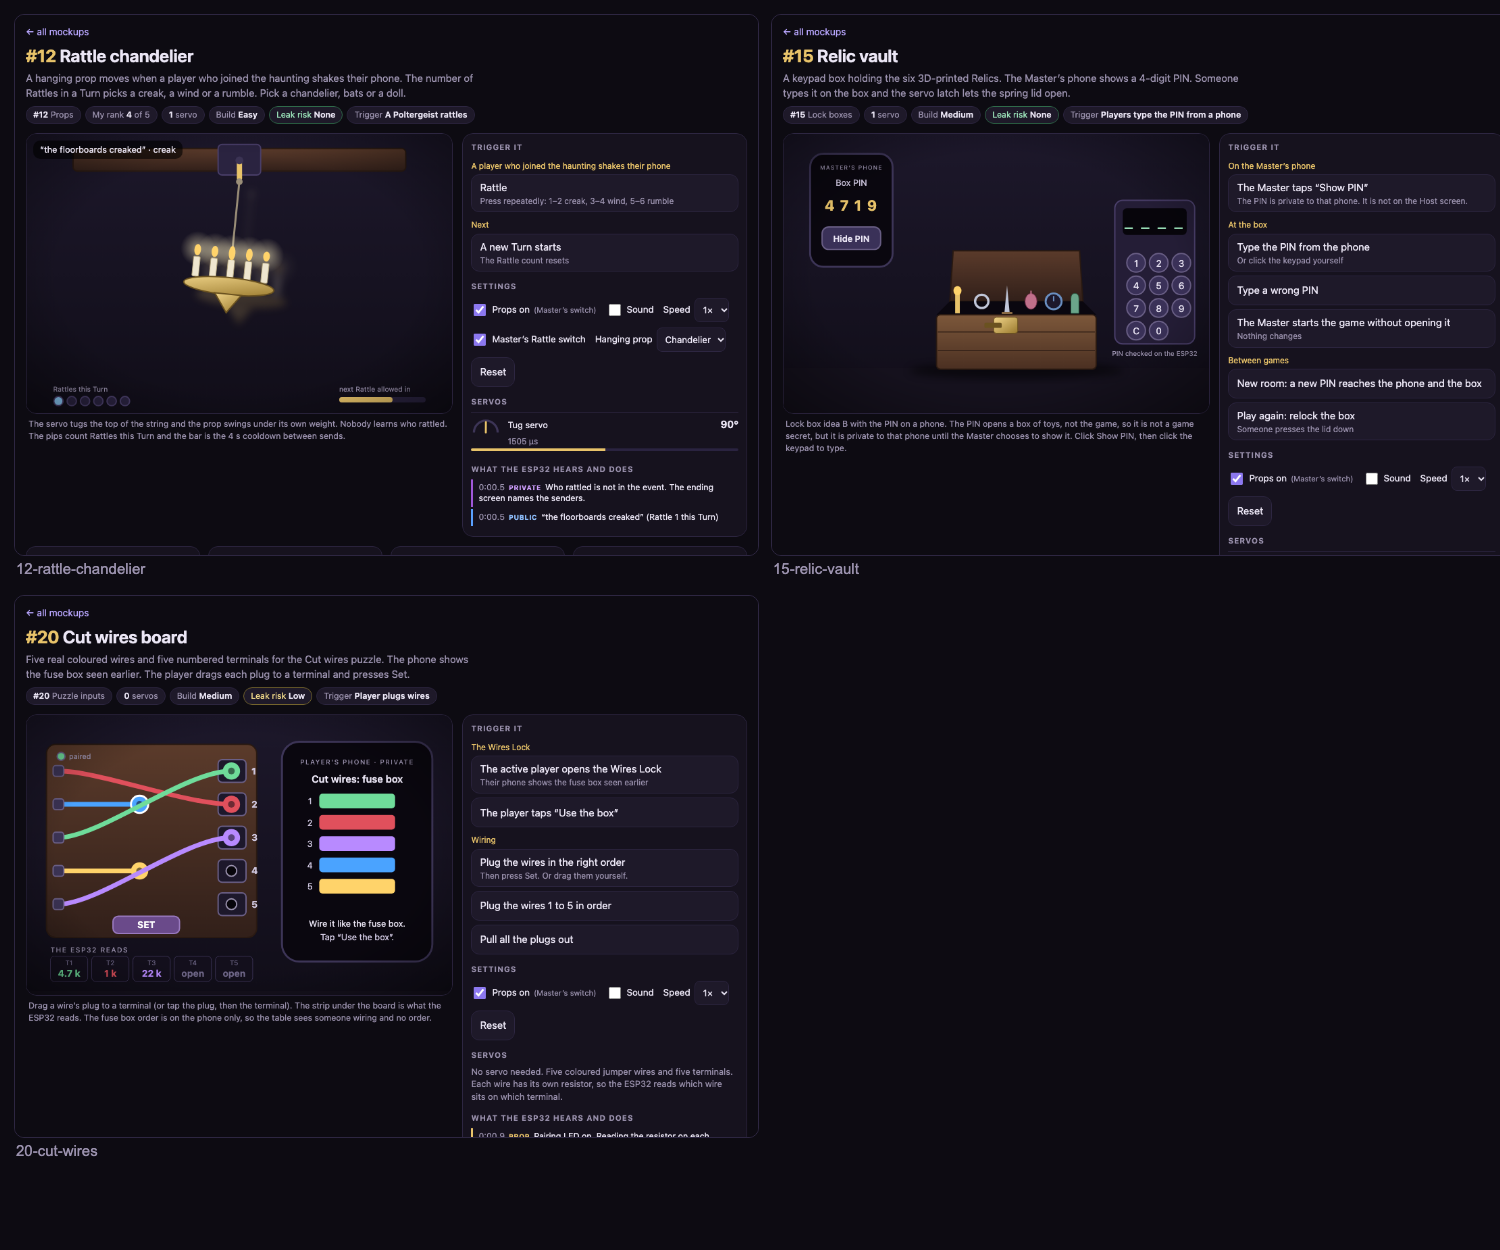 ← all mockups
#12 Rattle chandelier
A hanging prop moves when a player who joined the haunting shakes their phone. The number of
Rattles in a Turn picks a creak, a wind or a rumble. Pick a chandelier, bats or a doll.
#12 Props
My rank 4 of 5
1 servo
Build Easy
Leak risk None
Trigger A Poltergeist rattles
“the floorboards creaked” · creak
Rattles this Turn
next Rattle allowed in
The servo tugs the top of the string and the prop swings under its own weight. Nobody learns who rattled.
The pips count Rattles this Turn and the bar is the 4 s cooldown between sends.
TRIGGER IT
A player who joined the haunting shakes their phone
Rattle
Press repeatedly: 1–2 creak, 3–4 wind, 5–6 rumble
Next
A new Turn starts
The Rattle count resets
SETTINGS
Props on (Master's switch)
Sound
Speed
1×
Master's Rattle switch
Hanging prop
Chandelier
Reset
SERVOS
Tug servo
90°
1505 µs
WHAT THE ESP32 HEARS AND DOES
0:00.5 PRIVATE Who rattled is not in the event. The ending
screen names the senders.
0:00.5 PUBLIC “the floorboards creaked” (Rattle 1 this Turn)
12-rattle-chandelier
← all mockups
#15 Relic vault
A keypad box holding the six 3D-printed Relics. The Master's phone shows a 4-digit PIN. Someone
types it on the box and the servo latch lets the spring lid open.
#15 Lock boxes
1 servo
Build Medium
Leak risk None
Trigger Players type the PIN from a phone
MASTER'S PHONE
Box PIN
4719
Hide PIN
_ _ _ _
1 2 3
4 5 6
7 8 9
C 0
PIN checked on the ESP32
Lock box idea B with the PIN on a phone. The PIN opens a box of toys, not the game, so it is not a game
secret, but it is private to that phone until the Master chooses to show it. Click Show PIN, then click the
keypad to type.
TRIGGER IT
On the Master's phone
The Master taps “Show PIN”
The PIN is private to that phone. It is not on the Host screen.
At the box
Type the PIN from the phone
Or click the keypad yourself
Type a wrong PIN
The Master starts the game without opening it
Nothing changes
Between games
New room: a new PIN reaches the phone and the box
Play again: relock the box
Someone presses the lid down
SETTINGS
Props on (Master's switch)
Sound
Speed
1×
Reset
SERVOS
15-relic-vault
← all mockups
#20 Cut wires board
Five real coloured wires and five numbered terminals for the Cut wires puzzle. The phone shows
the fuse box seen earlier. The player drags each plug to a terminal and presses Set.
#20 Puzzle inputs
0 servos
Build Medium
Leak risk Low
Trigger Player plugs wires
paired
1
2
3
4
5
SET
THE ESP32 READS
T1
4.7 k
T2
1 k
T3
22 k
T4
open
T5
open
PLAYER'S PHONE · PRIVATE
Cut wires: fuse box
1
2
3
4
5
Wire it like the fuse box.
Tap “Use the box”.
Drag a wire's plug to a terminal (or tap the plug, then the terminal). The strip under the board is what the
ESP32 reads. The fuse box order is on the phone only, so the table sees someone wiring and no order.
TRIGGER IT
The Wires Lock
The active player opens the Wires Lock
Their phone shows the fuse box seen earlier
The player taps “Use the box”
Wiring
Plug the wires in the right order
Then press Set. Or drag them yourself.
Plug the wires 1 to 5 in order
Pull all the plugs out
SETTINGS
Props on (Master's switch)
Sound
Speed
1×
Reset
SERVOS
No servo needed. Five coloured jumper wires and five terminals.
Each wire has its own resistor, so the ESP32 reads which wire
sits on which terminal.
WHAT THE ESP32 HEARS AND DOES
0:00.9 PROP Pairing LED on. Reading the resistor on each
20-cut-wires